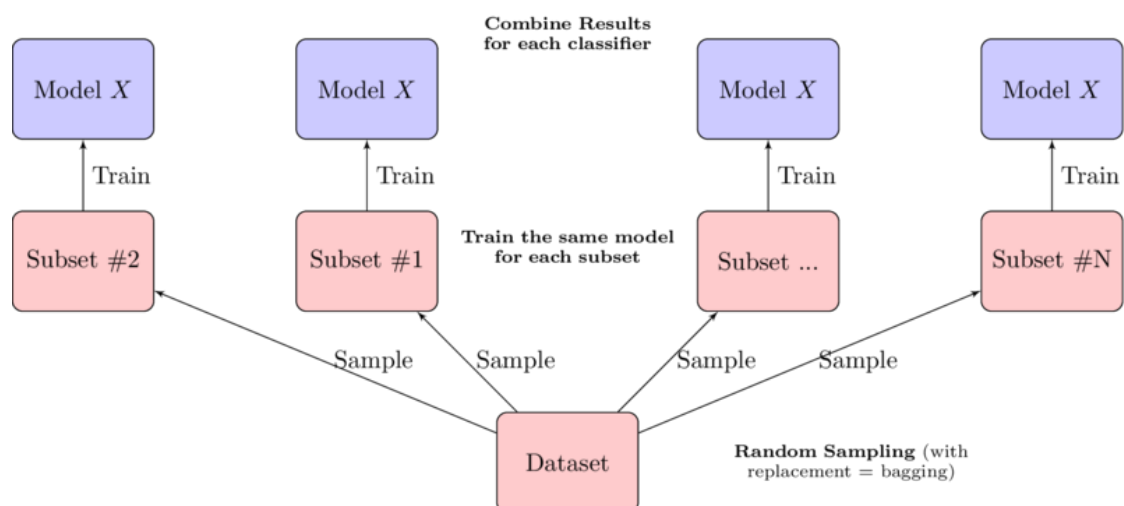 Combine Results
for each classifier
Model X
Model X
Model X
Model X
Train
Train
Train
Train
Subset #2
Subset #1
Train the same model
for each subset
Subset ...
Subset #N
Sample
Sample
Sample
Sample
Dataset
Random Sampling (with
replacement = bagging)